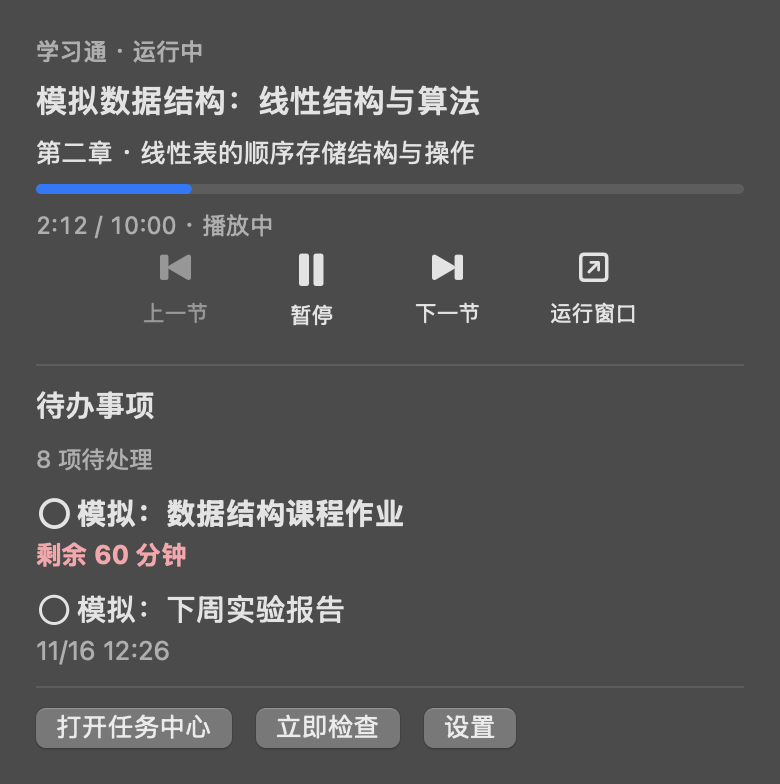 学习通 · 运行中
模拟数据结构：线性结构与算法
第二章 · 线性表的顺序存储结构与操作
2:12 / 10:00 · 播放中
上一节 暂停 下一节 运行窗口
待办事项
8 项待处理
模拟：数据结构课程作业
剩余 60 分钟
模拟：下周实验报告
11/16 12:26
打开任务中心 立即检查 设置